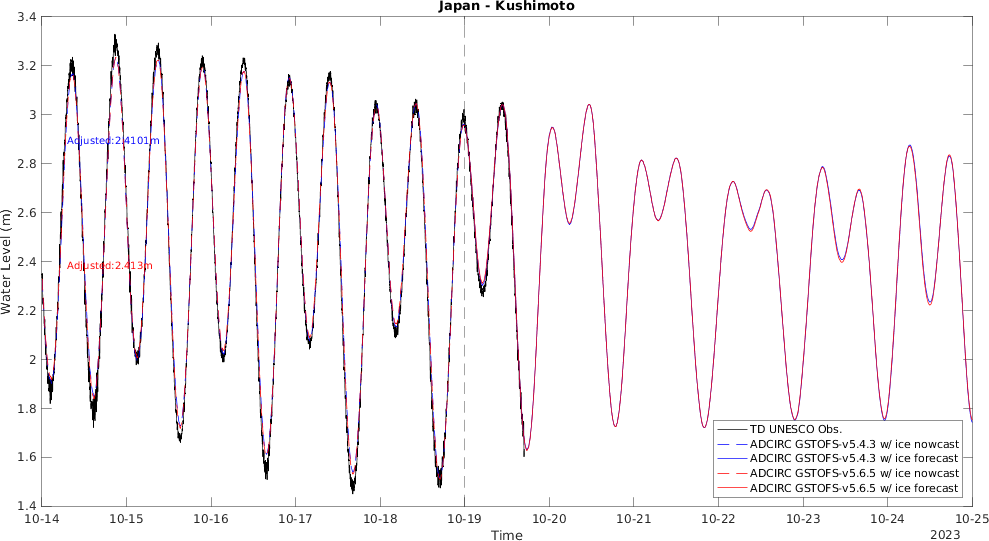 Japan - Kushimoto
3.4
3.2
3
2.8
2.6
2.4
2.2
2
1.8
1.6
1.4
Water Level (m)
Adjusted:2.4101m
Adjusted:2.413m
TD UNESCO Obs.
ADCIRC GSTOFS-v5.4.3 w/ ice nowcast
ADCIRC GSTOFS-v5.4.3 w/ ice forecast
ADCIRC GSTOFS-v5.6.5 w/ ice nowcast
ADCIRC GSTOFS-v5.6.5 w/ ice forecast
10-14 10-15 10-16 10-17 10-18 10-19 10-20 10-21 10-22 10-23 10-24 10-25
Time
2023